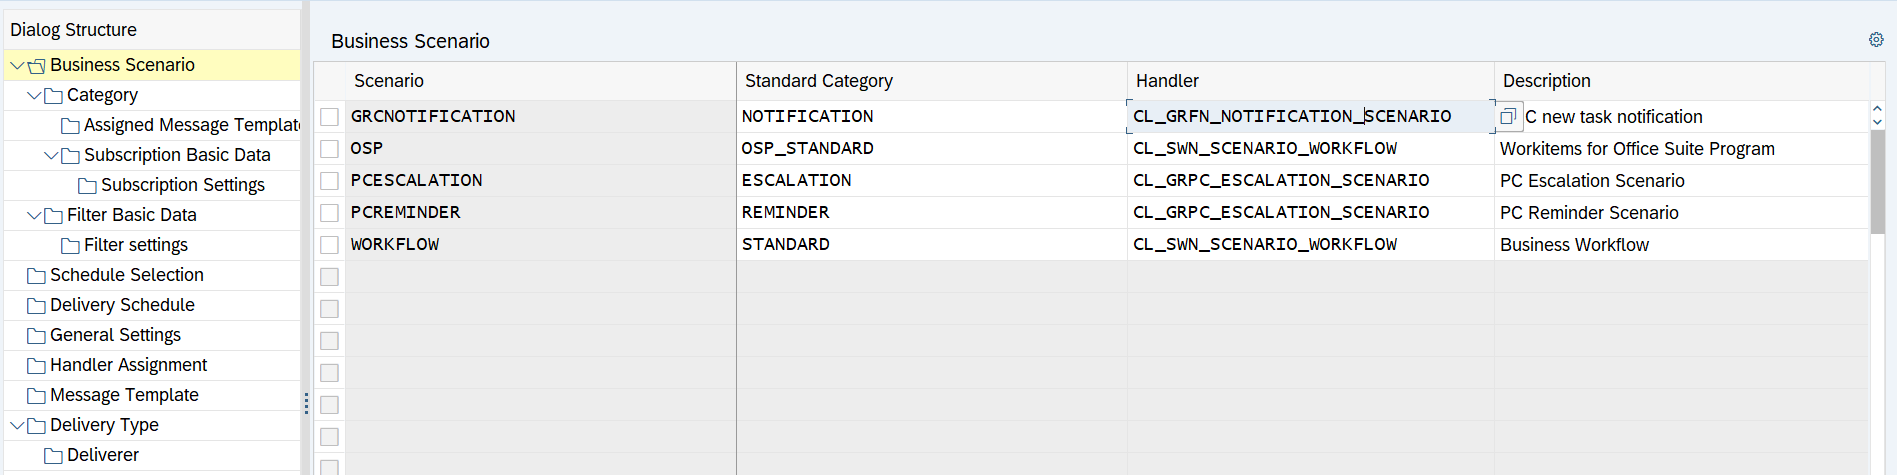 Dialog Structure
Business Scenario
Category
Assigned Message Templat
Subscription Basic Data
Subscription Settings
Filter Basic Data
Filter settings
Schedule Selection
Delivery Schedule
General Settings
Handler Assignment
Message Template
Delivery Type
Deliverer
Business Scenario
Scenario Standard Category Handler Description
GRCNOTIFICATION NOTIFICATION CL_GRFN_NOTIFICATION_SCENARIO C new task notification
OSP OSP_STANDARD CL_SWN_SCENARIO_WORKFLOW Workitems for Office Suite Program
PCESCALATION ESCALATION CL_GRPC_ESCALATION_SCENARIO PC Escalation Scenario
PCREMINDER REMINDER CL_GRPC_ESCALATION_SCENARIO PC Reminder Scenario
WORKFLOW STANDARD CL_SWN_SCENARIO_WORKFLOW Business Workflow